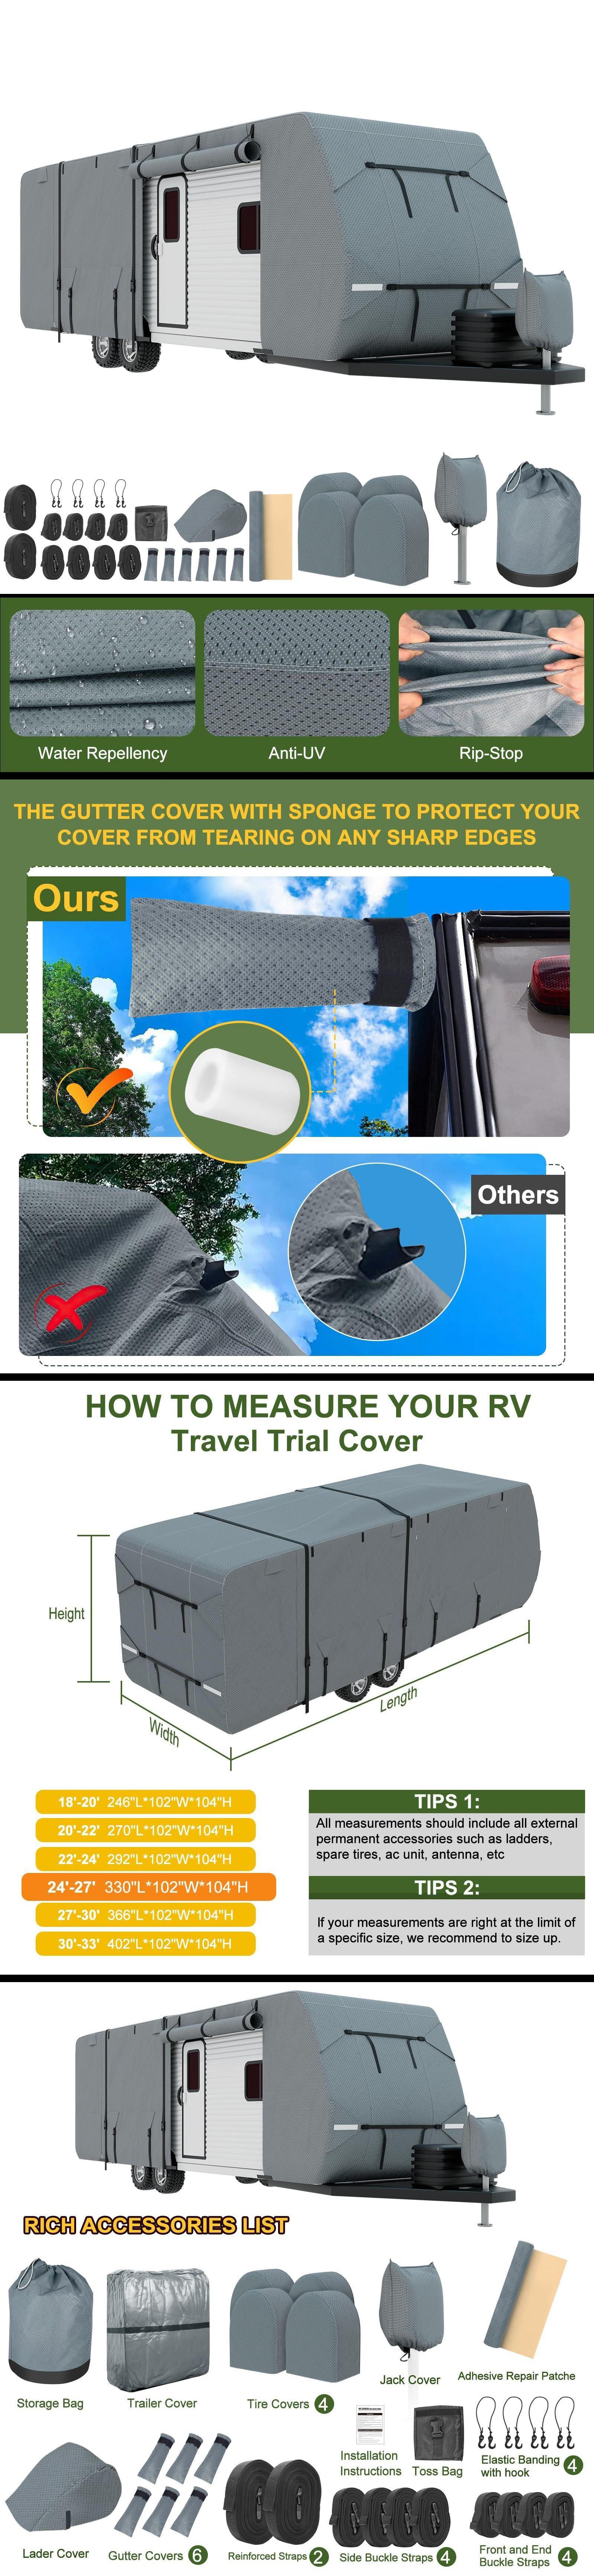 Water Repellency
Anti-UV
Rip-Stop
THE GUTTER COVER WITH SPONGE TO PROTECT YOUR
COVER FROM TEARING ON ANY SHARP EDGES
Ours
Others
HOW TO MEASURE YOUR RV
Travel Trial Cover
Height
Width
Length
18'-20' 246"L*102"W*104"H
20'-22' 270"L*102"W*104"H
22'-24' 292"L*102"W*104"H
24'-27' 330"L*102"W*104"H
27'-30' 366"L*102"W*104"H
30'-33' 402"L*102"W*104"H
TIPS 1:
All measurements should include all external
permanent accessories such as ladders,
spare tires, ac unit, antenna, etc
TIPS 2:
If your measurements are right at the limit of
a specific size, we recommend to size up.
RICH ACCESSORIES LIST
Storage Bag
Trailer Cover
Tire Covers 4
Jack Cover
Adhesive Repair Patche
Installation
Instructions
Toss Bag
Elastic Banding
with hook 4
Lader Cover
Gutter Covers 6
Reinforced Straps 2
Side Buckle Straps 4
Front and End
Buckle Straps 4